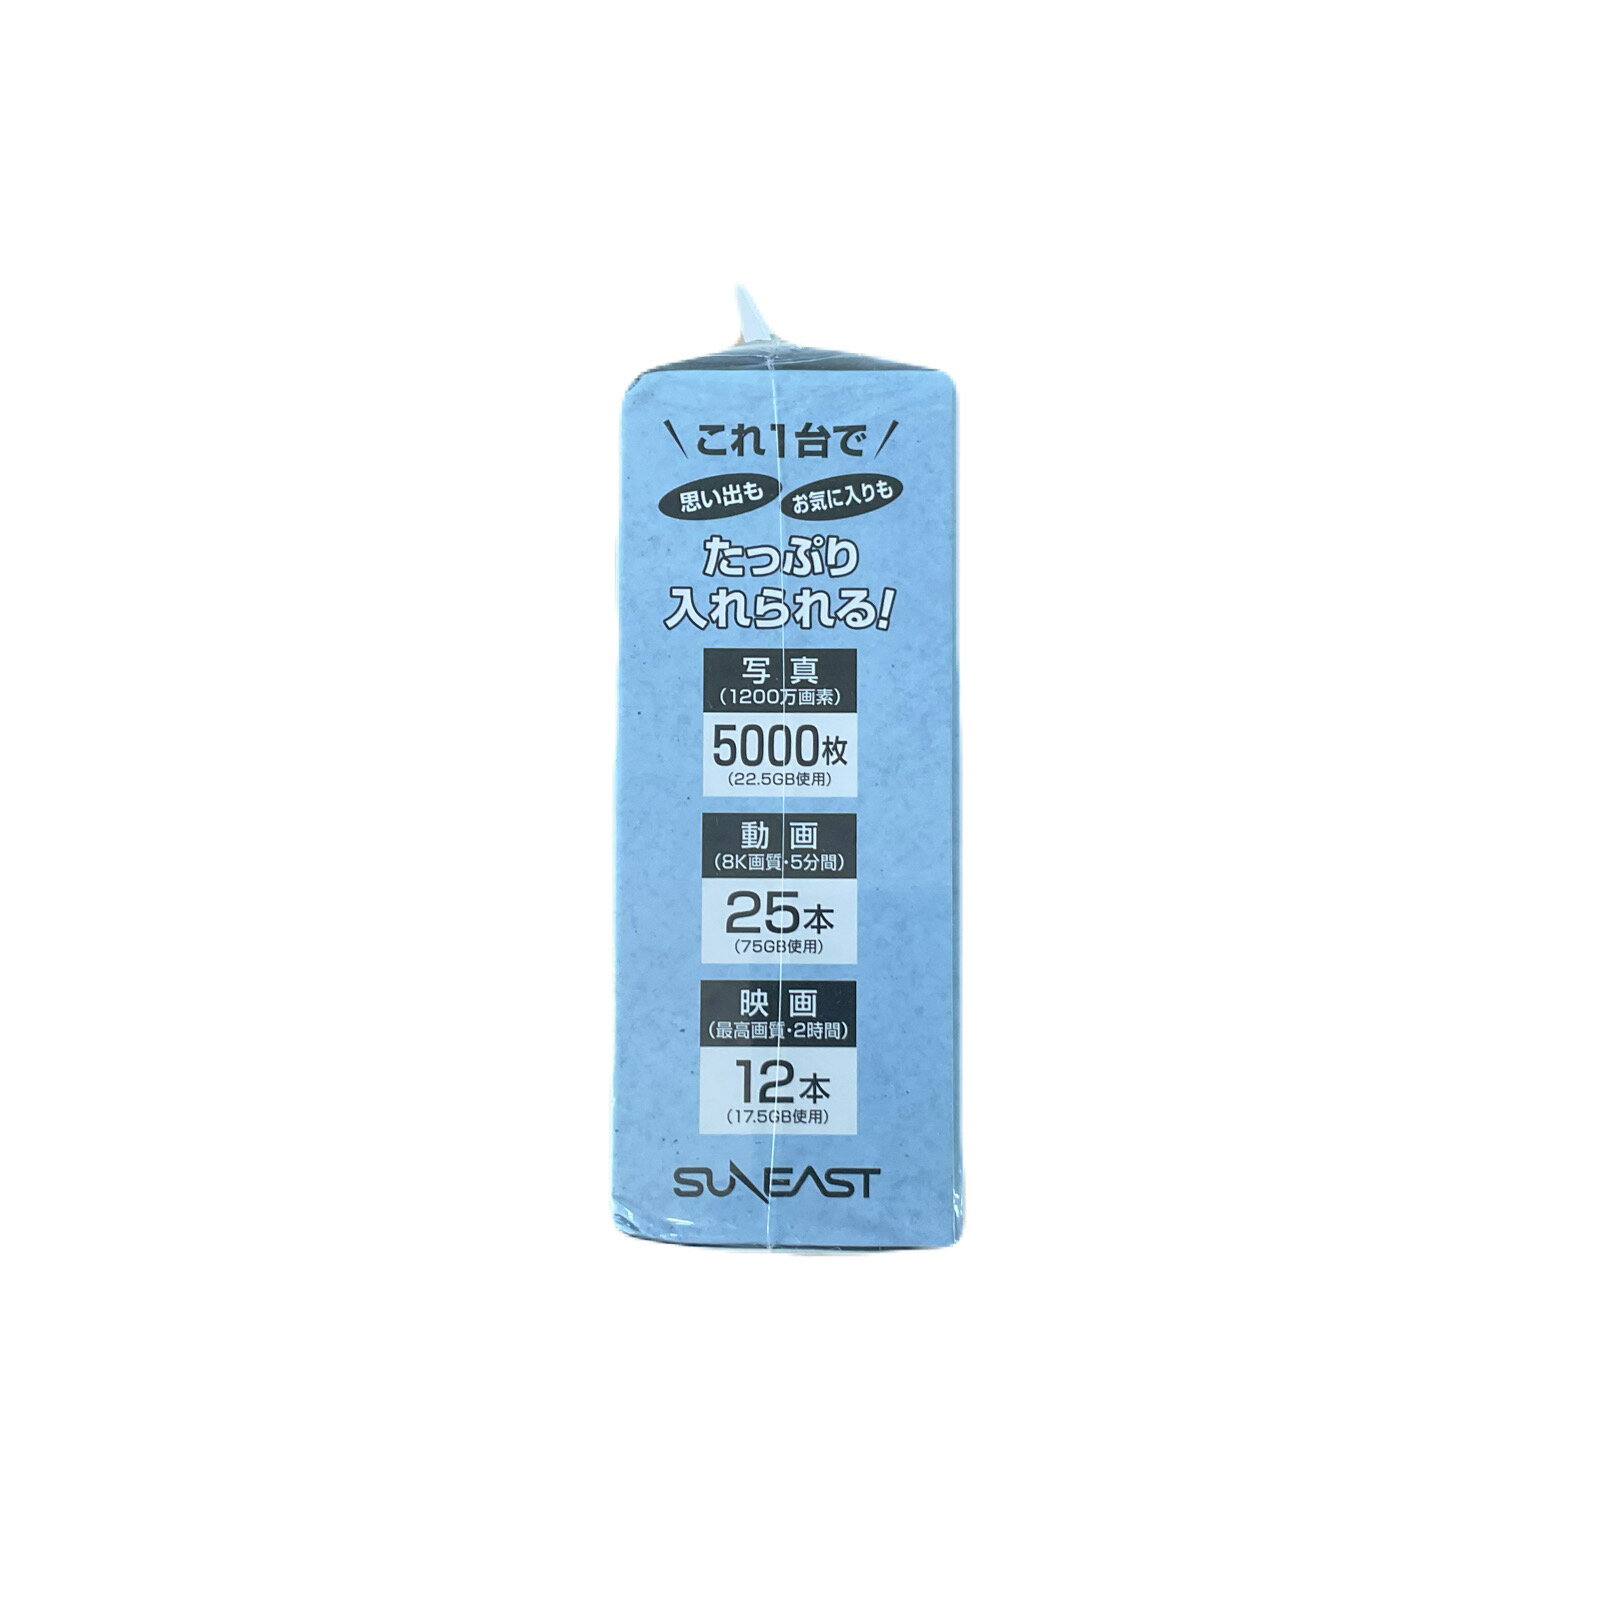 これ1台で
思い出も お気に入りも
たっぷり
入れられる!
写真
(1200万画素)
5000枚
(22.5GB使用)
動画
(8K画質・5分間)
25本
(75GB使用)
映画
(最高画質・2時間)
12本
(17.5GB使用)
SUNEAST